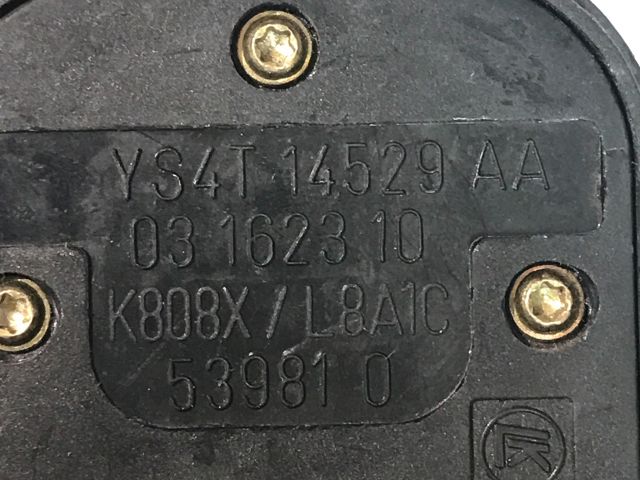 YS4T 14529 AA
03 1623 10
K808X / L8A1C
53981 0